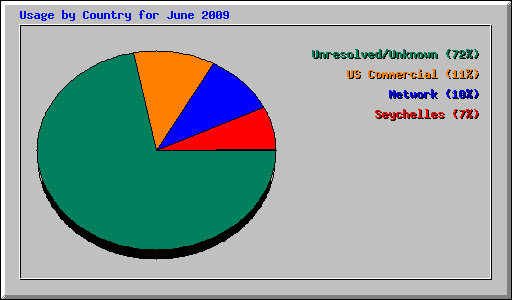 Usage by Country for June 2009
Unresolved/Unknown (72%)
US Commercial (11%)
Network (10%)
Seychelles (7%)